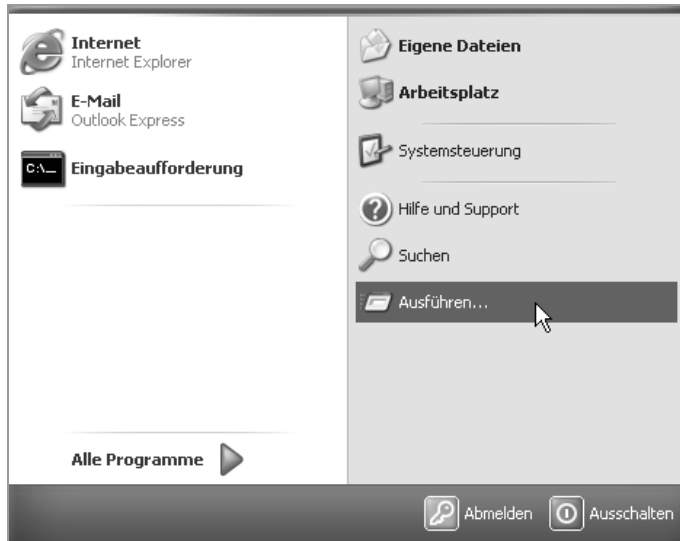 Internet
Internet Explorer
E-Mail
Outlook Express
C:\_
Eingabeaufforderung
Alle Programme
Eigene Dateien
Arbeitsplatz
Systemsteuerung
Hilfe und Support
Suchen
Ausführen...
Abmelden
Ausschalten